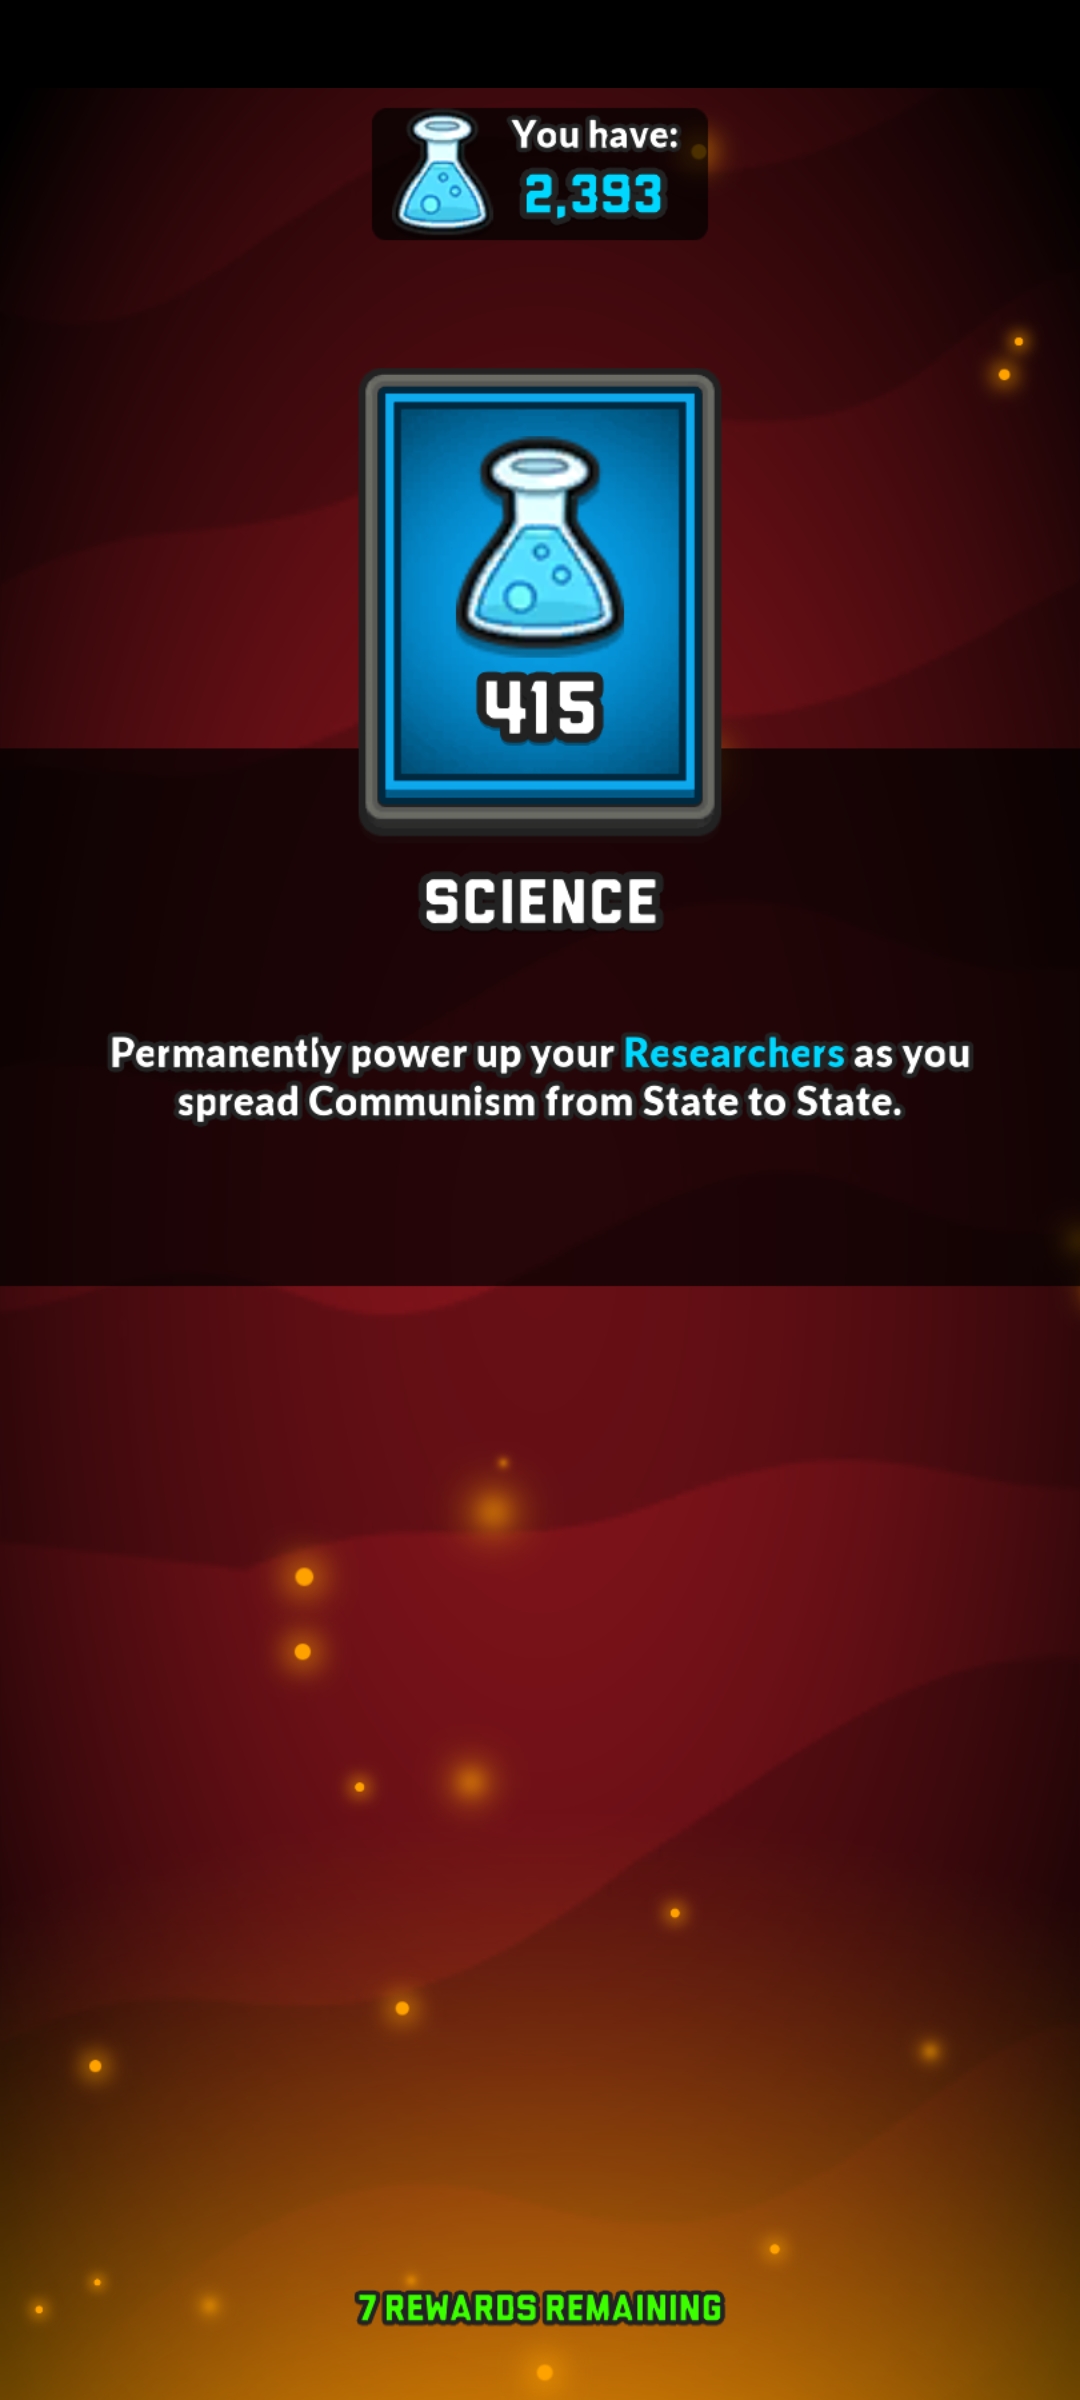 You have:
2,393
415
SCIENCE
Permanently power up your Researchers as you
spread Communism from State to State.
7 REWARDS REMAINING